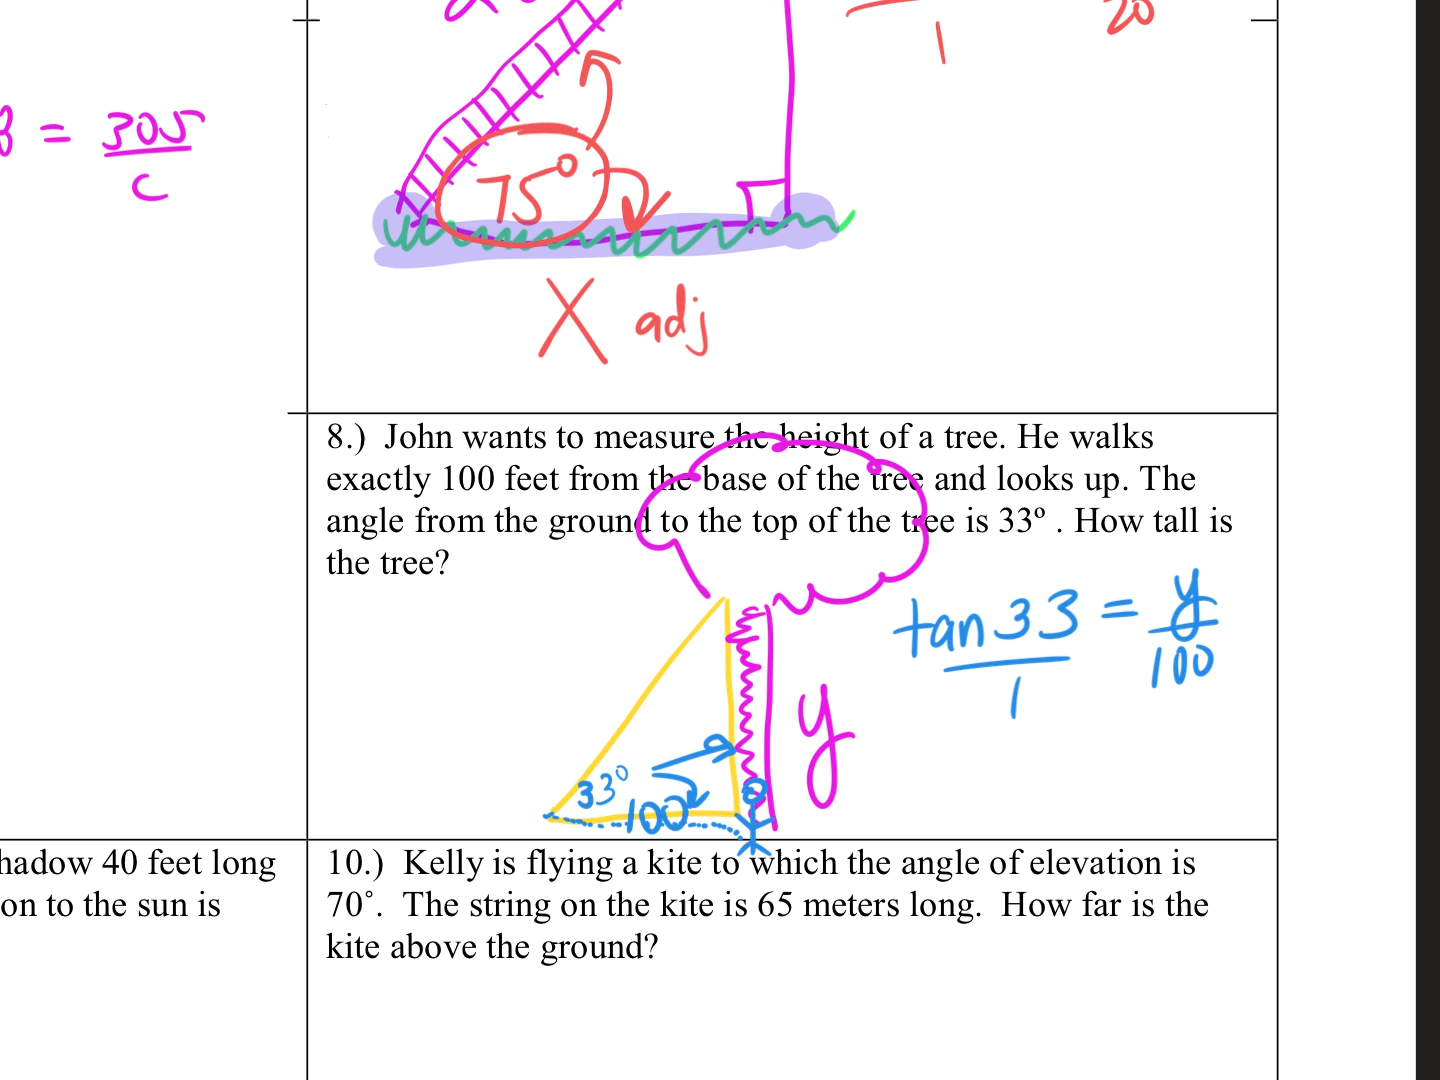 20
1
= 305
c
75°
X adj
8.) John wants to measure the height of a tree. He walks
exactly 100 feet from the base of the tree and looks up. The
angle from the ground to the top of the tree is 33º . How tall is
the tree?
tan 33 = y
1 100
y
33°
100
hadow 40 feet long
on to the sun is
10.) Kelly is flying a kite to which the angle of elevation is
70˚. The string on the kite is 65 meters long. How far is the
kite above the ground?